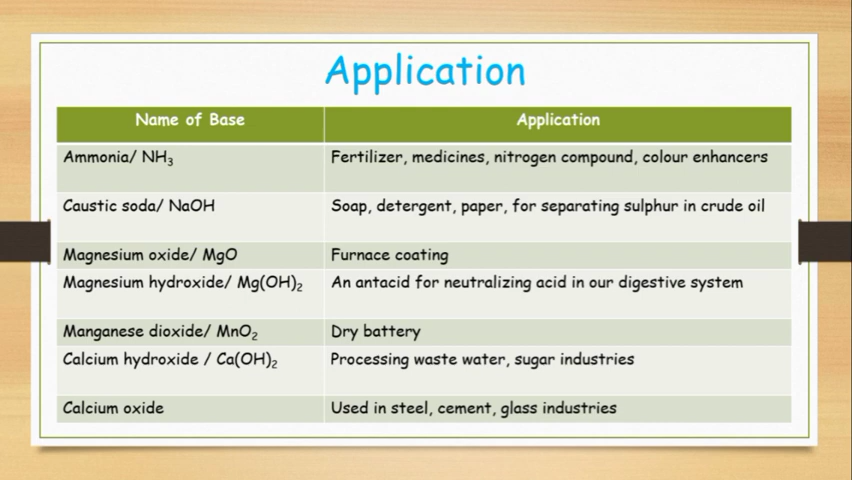 Application
Name of Base Application
Ammonia/ NH₃ Fertilizer, medicines, nitrogen compound, colour enhancers
Caustic soda/ NaOH Soap, detergent, paper, for separating sulphur in crude oil
Magnesium oxide/ MgO Furnace coating
Magnesium hydroxide/ Mg(OH)₂ An antacid for neutralizing acid in our digestive system
Manganese dioxide/ MnO₂ Dry battery
Calcium hydroxide / Ca(OH)₂ Processing waste water, sugar industries
Calcium oxide Used in steel, cement, glass industries